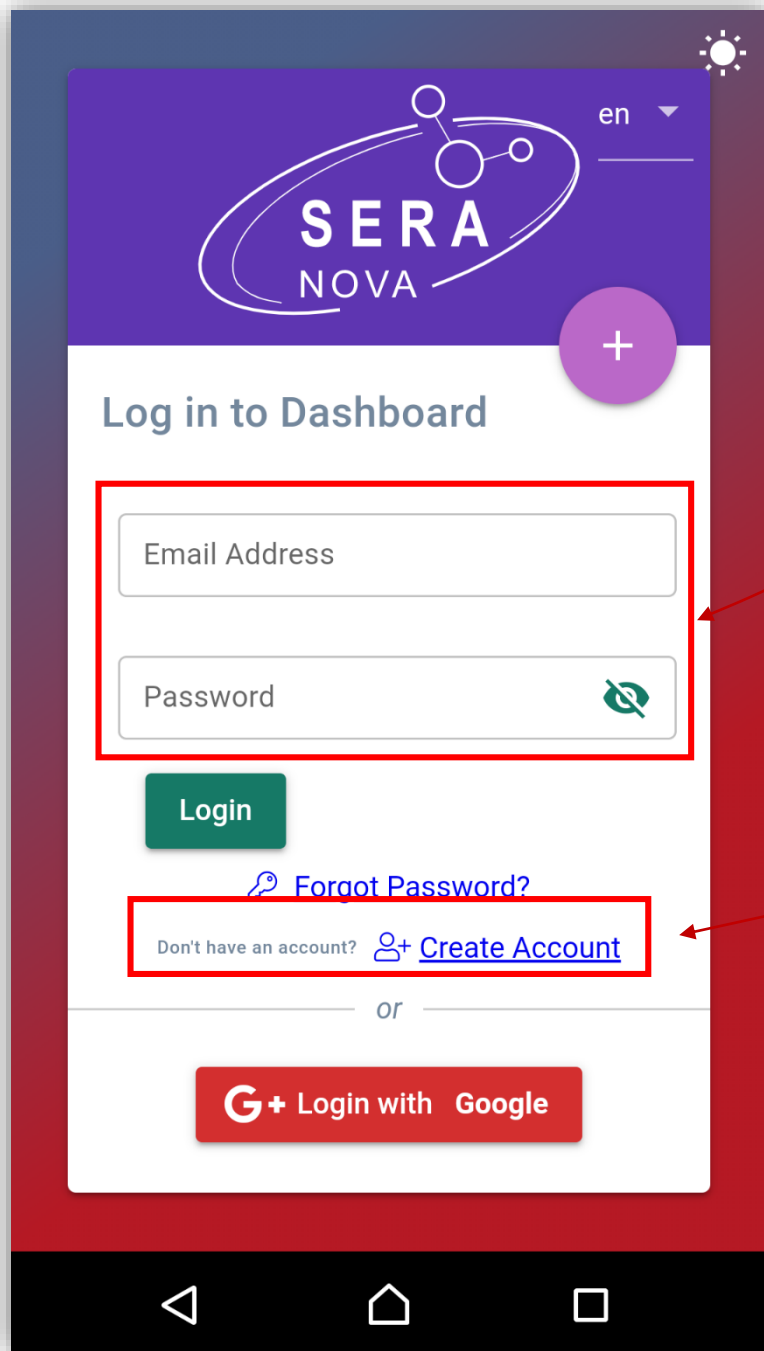 en
SERA
NOVA
+
Log in to Dashboard
Email Address
Password
Login
Forgot Password?
Don't have an account? Create Account
or
G+ Login with Google